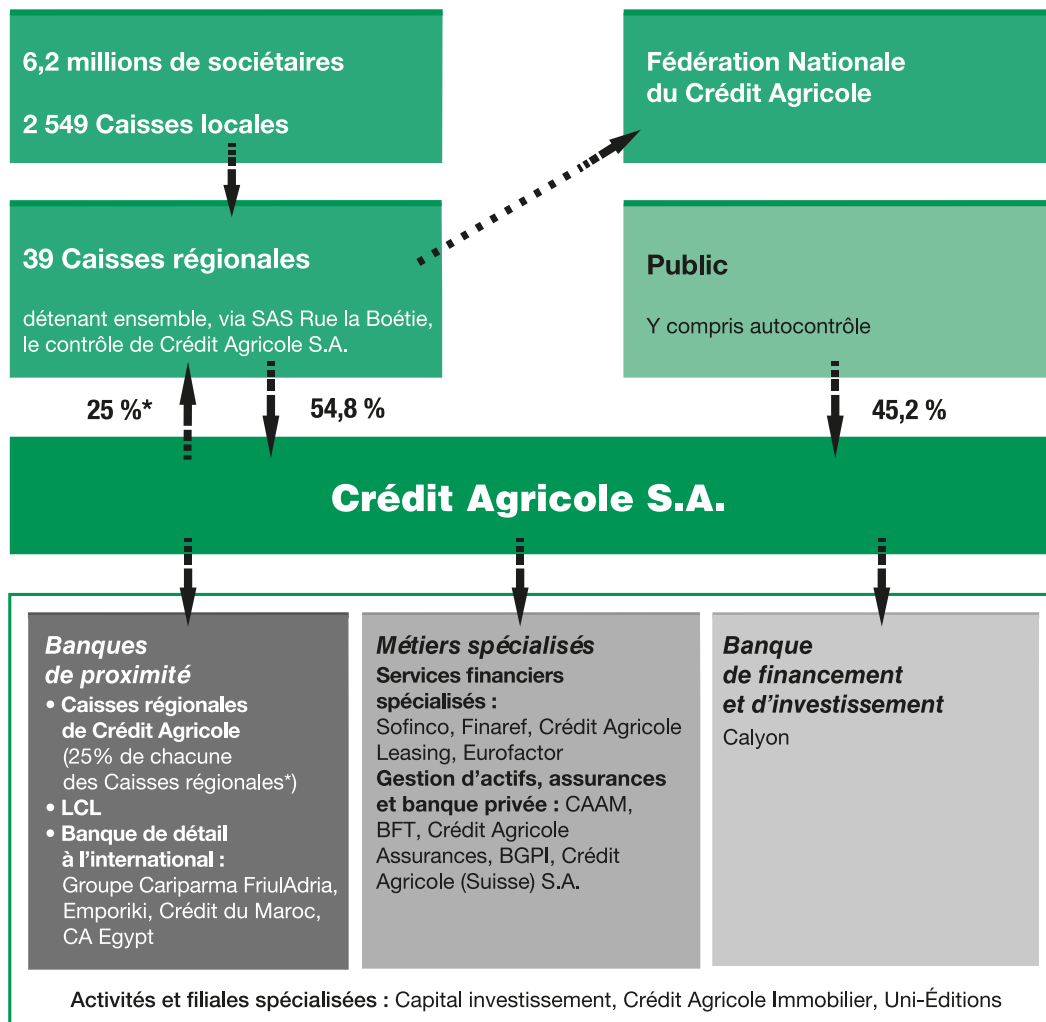 6,2 millions de sociétaires
2 549 Caisses locales
Fédération Nationale
du Crédit Agricole
39 Caisses régionales
détenant ensemble, via SAS Rue la Boétie,
le contrôle de Crédit Agricole S.A.
Public
Y compris autocontrôle
25 %*
54,8 %
45,2 %
Crédit Agricole S.A.
Banques
de proximité
• Caisses régionales
de Crédit Agricole
(25% de chacune
des Caisses régionales*)
• LCL
• Banque de détail
à l'international :
Groupe Cariparma FriulAdria,
Emporiki, Crédit du Maroc,
CA Egypt
Métiers spécialisés
Services financiers
spécialisés :
Sofinco, Finaref, Crédit Agricole
Leasing, Eurofactor
Gestion d'actifs, assurances
et banque privée : CAAM,
BFT, Crédit Agricole
Assurances, BGPI, Crédit
Agricole (Suisse) S.A.
Banque
de financement
et d'investissement
Calyon
Activités et filiales spécialisées : Capital investissement, Crédit Agricole Immobilier, Uni-Éditions